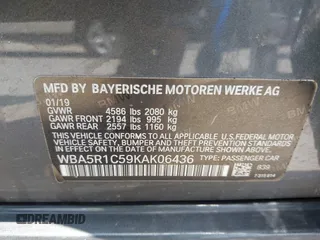 MFD BY BAYERISCHE MOTOREN WERKE AG
01/19
GVWR 4586 lbs 2080 kg
GAWR FRONT 2194 lbs 995 kg
GAWR REAR 2557 lbs 1160 kg
THIS VEHICLE CONFORMS TO ALL APPLICABLE
U.S. FEDERAL MOTOR VEHICLE SAFETY, BUMPER,
AND THEFT PREVENTION STANDARDS IN EFFECT ON
THE DATE OF MANUFACTURE SHOWN ABOVE.
WBA5R1C59KAK06436 TYPE: PASSENGER CAR
DREAMBID